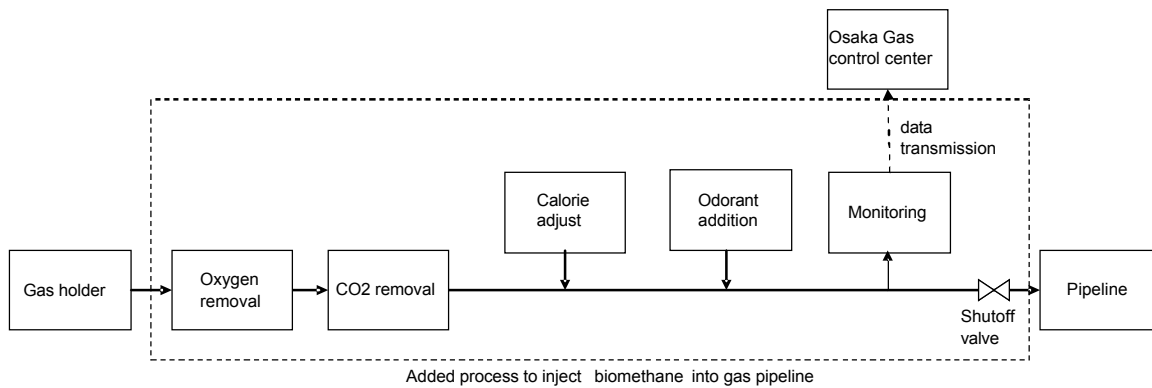 Osaka Gas
control center
data
transmission
Calorie
adjust
Odorant
addition
Monitoring
Gas holder
Oxygen
removal
CO2 removal
Pipeline
Shutoff
valve
Added process to inject biomethane into gas pipeline